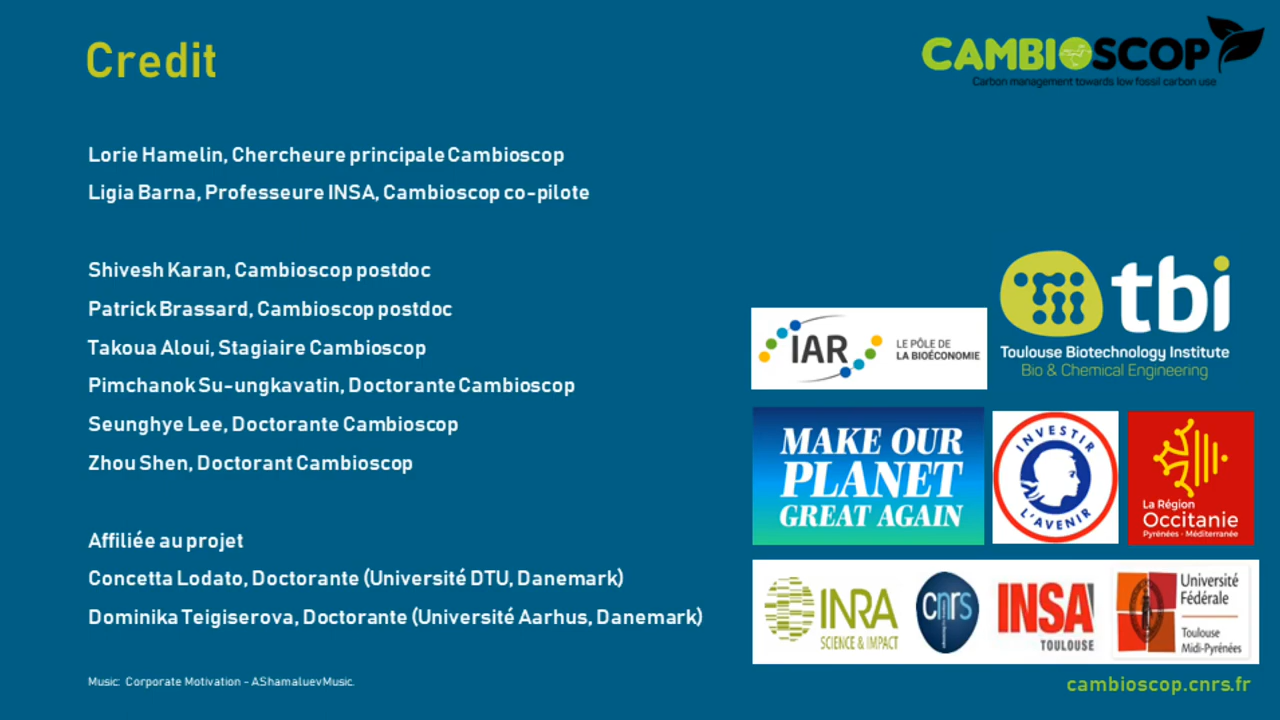 Credit
CAMBIOSCOP
Carbon management towards low fossil carbon use
Lorie Hamelin, Chercheure principale Cambioscop
Ligia Barna, Professeure INSA, Cambioscop co-pilote
Shivesh Karan, Cambioscop postdoc
Patrick Brassard, Cambioscop postdoc
Takoua Aloui, Stagiaire Cambioscop
Pimchanok Su-ungkavatin, Doctorante Cambioscop
Seunghye Lee, Doctorante Cambioscop
Zhou Shen, Doctorant Cambioscop
Affiliée au projet
Concetta Lodato, Doctorante (Université DTU, Danemark)
Dominika Teigiserova, Doctorante (Université Aarhus, Danemark)
Music: Corporate Motivation - AShamaluevMusic.
tbi
Toulouse Biotechnology Institute
Bio & Chemical Engineering
IAR
LE PÔLE DE
LA BIOÉCONOMIE
MAKE OUR
PLANET
GREAT AGAIN
INVESTIR
L'AVENIR
La Région
Occitanie
Pyrénées - Méditerranée
INRA
SCIENCE & IMPACT
cnrs
INSA
TOULOUSE
Université
Fédérale
Toulouse
Midi-Pyrénées
cambioscop.cnrs.fr